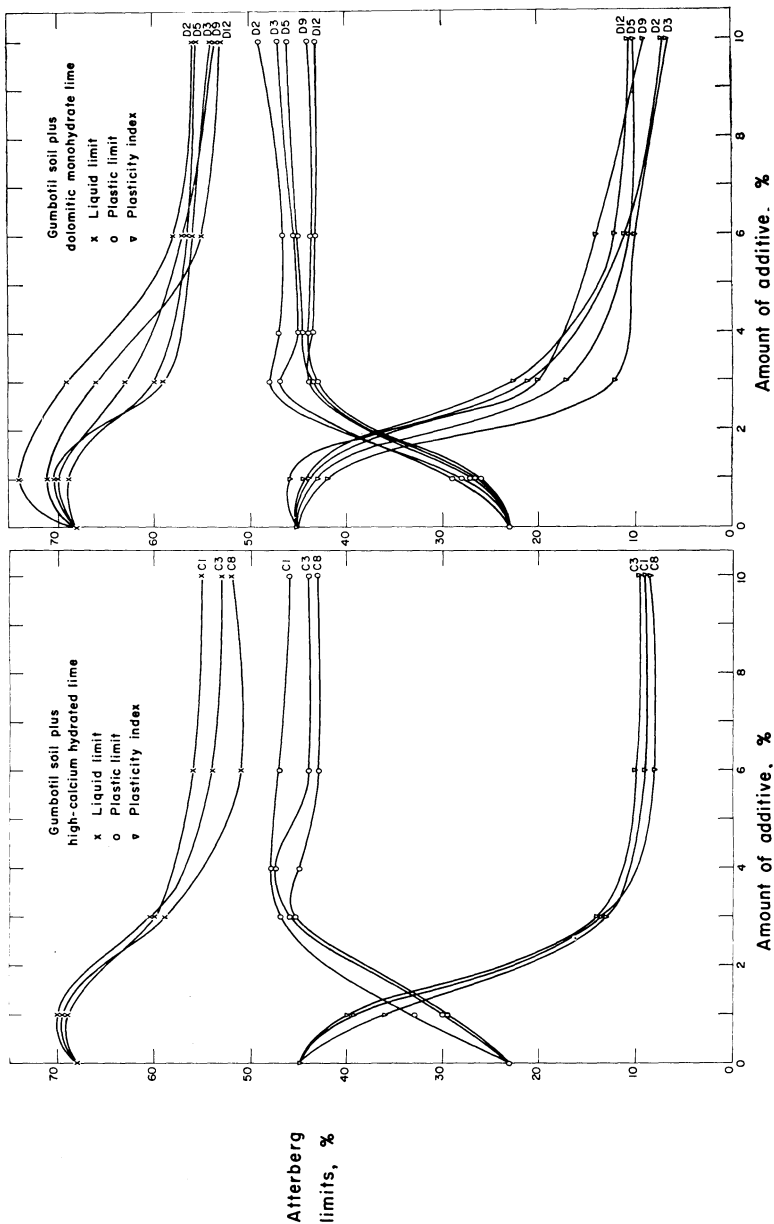 Gumbotil soil plus
dolomitic monohydrate lime
x Liquid limit
o Plastic limit
▿ Plasticity index
D2
D5
D3
D9
D12
D2
D3
D5
D9
D12
D12
D5
D9
D2
D3
70
60
50
40
30
20
10
0
0
2
4
6
8
10
Amount of additive. %
Gumbotil soil plus
high-calcium hydrated lime
x Liquid limit
o Plastic limit
▿ Plasticity index
C1
C3
C8
C1
C3
C8
C3
C1
C8
70
60
50
40
30
20
10
0
0
2
4
6
8
10
Amount of additive, %
Atterberg
limits, %